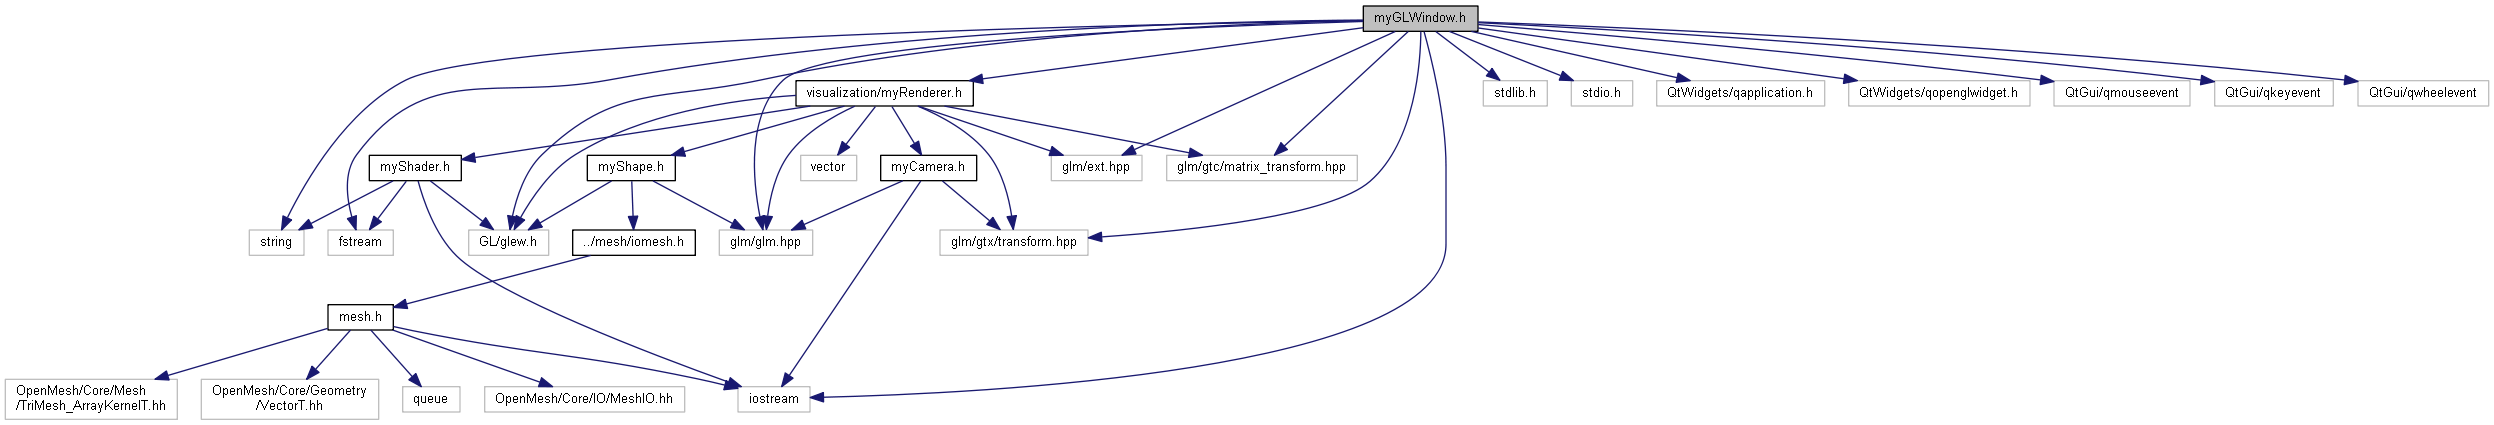 myGLWindow.h
visualization/myRenderer.h
stdlib.h
stdio.h
QtWidgets/qapplication.h
QtWidgets/qopenglwidget.h
QtGui/qmouseevent
QtGui/qkeyevent
QtGui/qwheelevent
myShader.h
myShape.h
vector
myCamera.h
glm/ext.hpp
glm/gtc/matrix_transform.hpp
string
fstream
GL/glew.h
../mesh/iomesh.h
glm/glm.hpp
glm/gtx/transform.hpp
mesh.h
OpenMesh/Core/Mesh
/TriMesh_ArrayKernelT.hh
OpenMesh/Core/Geometry
/VectorT.hh
queue
OpenMesh/Core/IO/MeshIO.hh
iostream